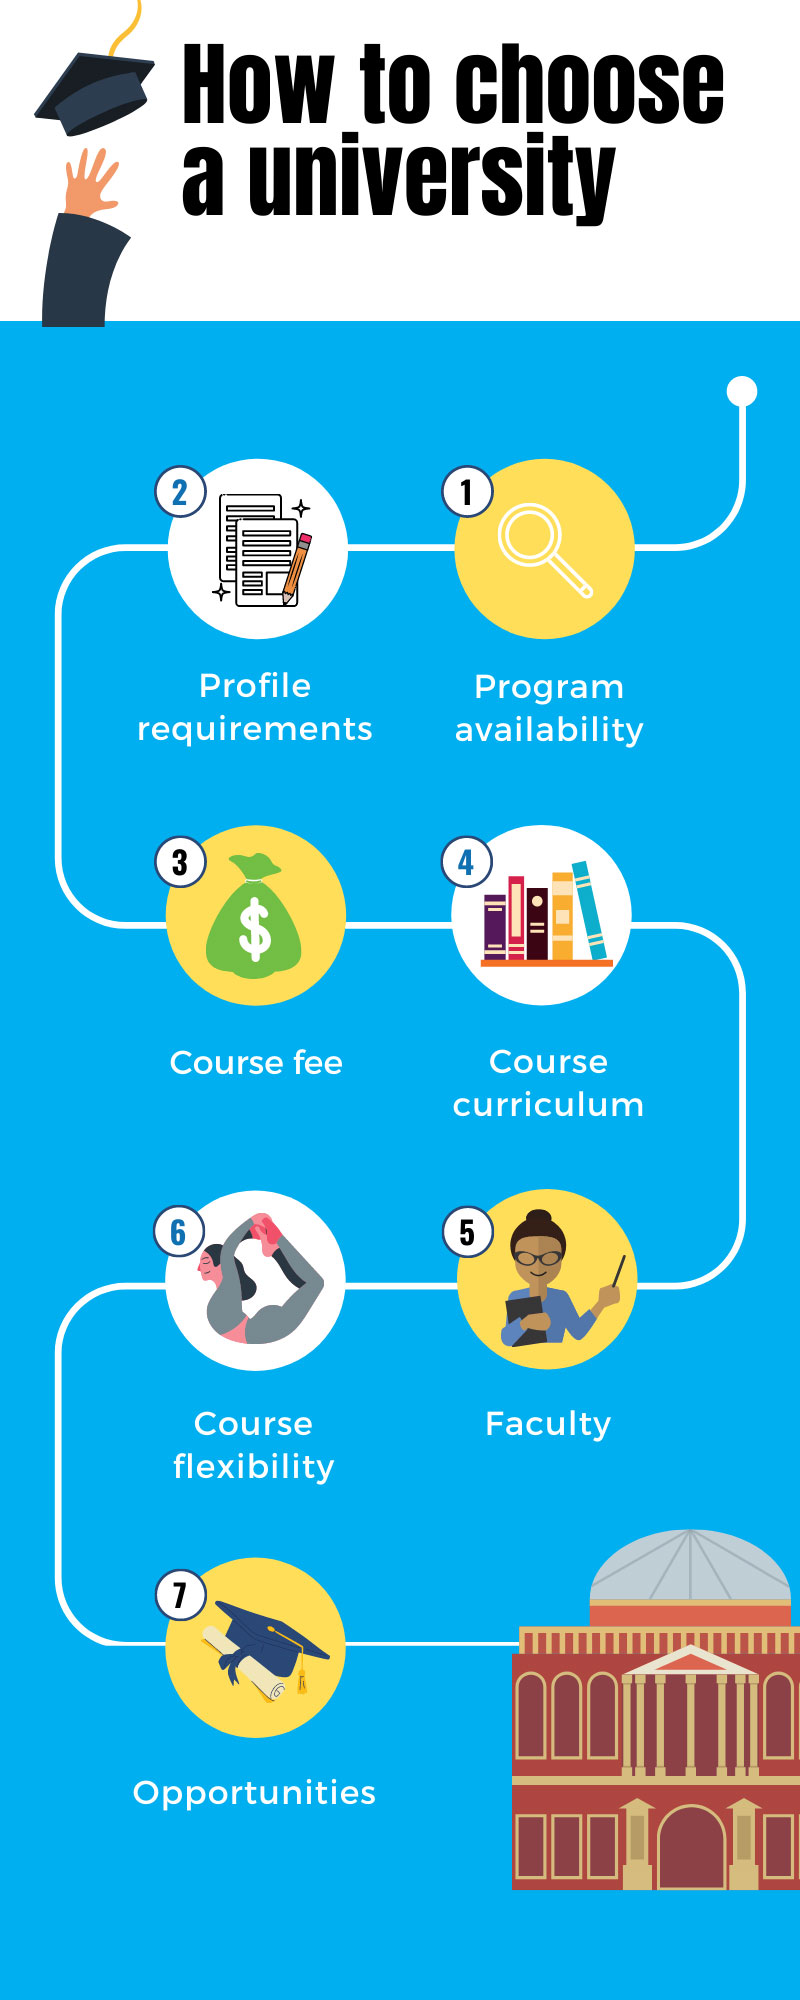 How to choose
a university
1
Program
availability
2
Profile
requirements
3
Course fee
4
Course
curriculum
5
Faculty
6
Course
flexibility
7
Opportunities